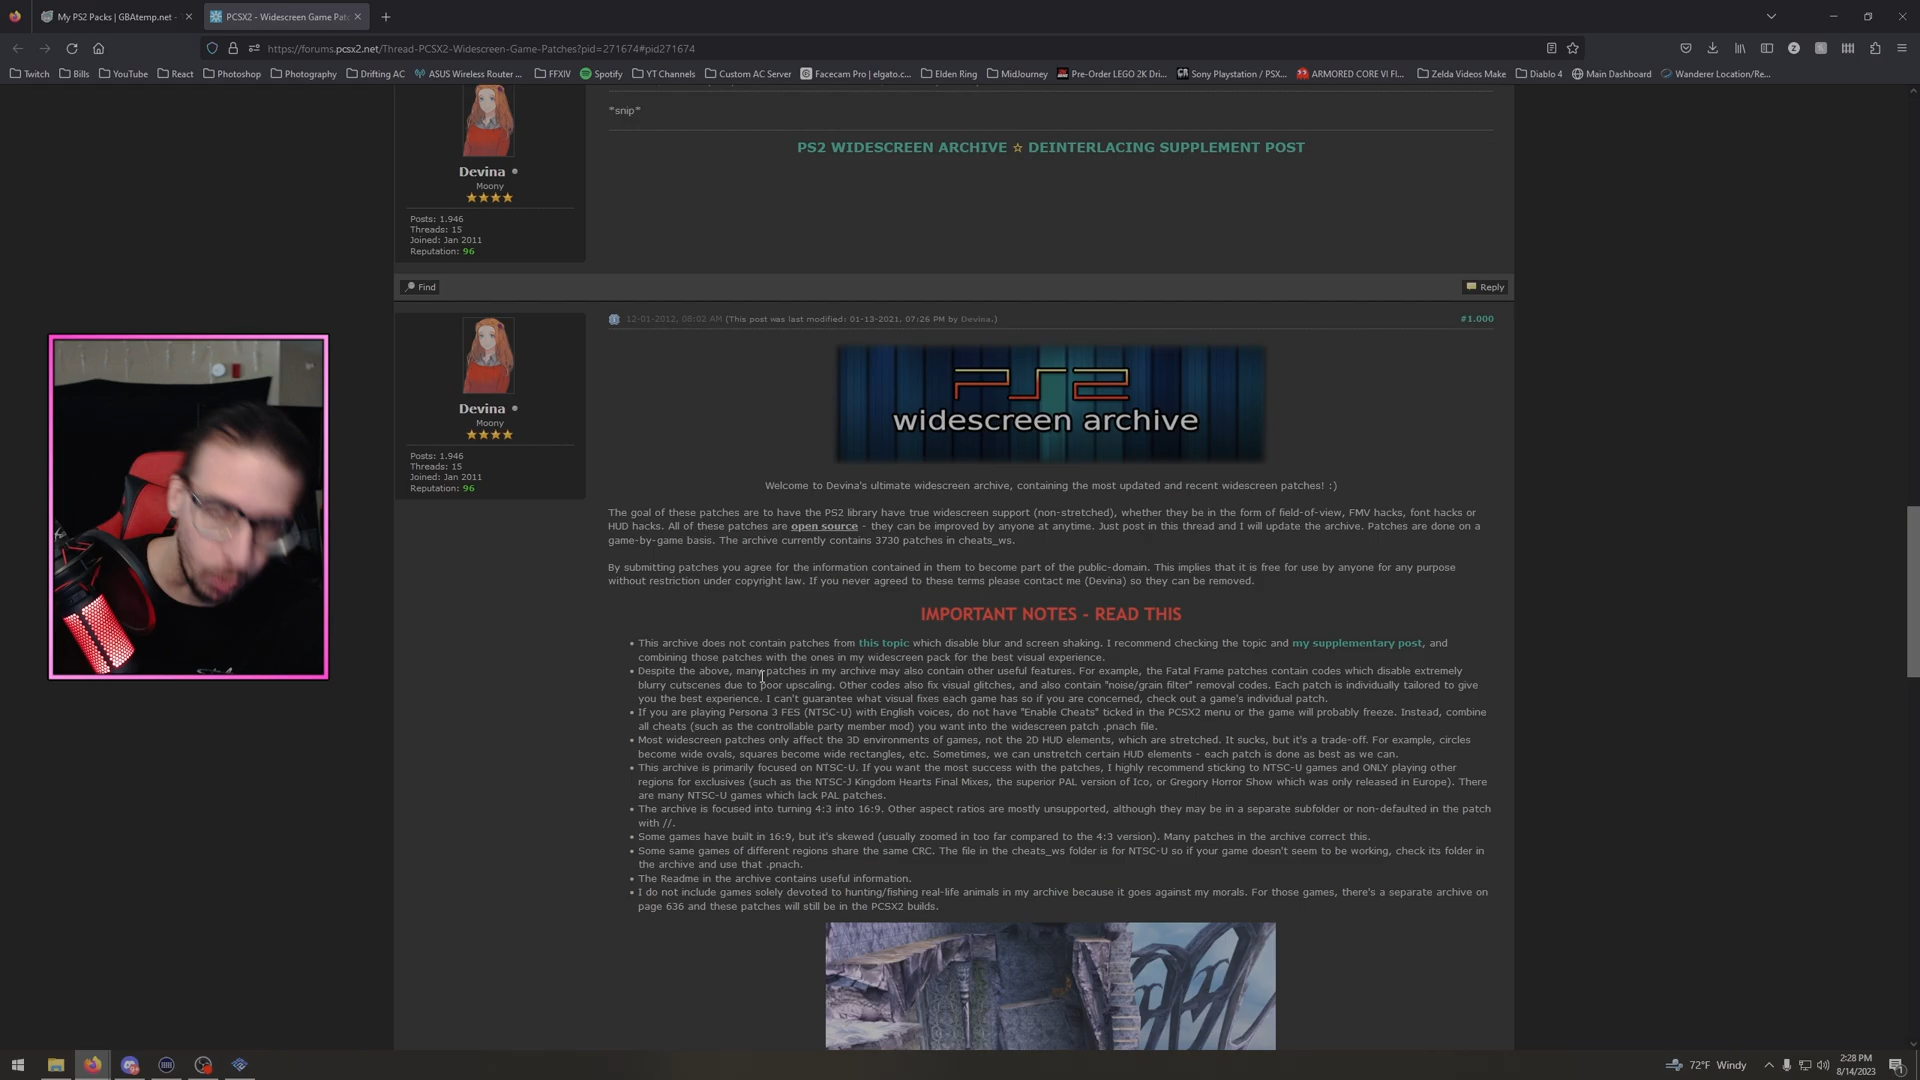 My PS2 Packs | GBAtemp.net -
PCSX2 - Widescreen Game Pat
https://forums.pcsx2.net/Thread-PCSX2-Widescreen-Game-Patches?pid=271674#pid271674
Twitch Bills YouTube React Photoshop Photography Drifting AC ASUS Wireless Router ... FFXIV Spotify YT Channels Custom AC Server Facecam Pro | elgato.c... Elden Ring MidJourney Pre-Order LEGO 2K Dri... Sony Playstation / PSX... ARMORED CORE VI FI... Zelda Videos Make Diablo 4 Main Dashboard Wanderer Location/Re...
*snip*
PS2 WIDESCREEN ARCHIVE ☆ DEINTERLACING SUPPLEMENT POST
Devina
Moony
Posts: 1.946
Threads: 15
Joined: Jan 2011
Reputation: 96
Find
Reply
12-01-2012, 08:02 AM (This post was last modified: 01-13-2021, 07:26 PM by Devina.)
#1.000
Devina
Moony
Posts: 1.946
Threads: 15
Joined: Jan 2011
Reputation: 96
PS2
widescreen archive
Welcome to Devina's ultimate widescreen archive, containing the most updated and recent widescreen patches! :)
The goal of these patches are to have the PS2 library have true widescreen support (non-stretched), whether they be in the form of field-of-view, FMV hacks, font hacks or
HUD hacks. All of these patches are open source - they can be improved by anyone at anytime. Just post in this thread and I will update the archive. Patches are done on a
game-by-game basis. The archive currently contains 3730 patches in cheats_ws.
By submitting patches you agree for the information contained in them to become part of the public-domain. This implies that it is free for use by anyone for any purpose
without restriction under copyright law. If you never agreed to these terms please contact me (Devina) so they can be removed.
IMPORTANT NOTES - READ THIS
• This archive does not contain patches from this topic which disable blur and screen shaking. I recommend checking the topic and my supplementary post, and
combining those patches with the ones in my widescreen pack for the best visual experience.
• Despite the above, many patches in my archive may also contain other useful features. For example, the Fatal Frame patches contain codes which disable extremely
blurry cutscenes due to poor upscaling. Other codes also fix visual glitches, and also contain "noise/grain filter" removal codes. Each patch is individually tailored to give
you the best experience. I can't guarantee what visual fixes each game has so if you are concerned, check out a game's individual patch.
• If you are playing Persona 3 FES (NTSC-U) with English voices, do not have "Enable Cheats" ticked in the PCSX2 menu or the game will probably freeze. Instead, combine
all cheats (such as the controllable party member mod) you want into the widescreen patch .pnach file.
• Most widescreen patches only affect the 3D environments of games, not the 2D HUD elements, which are stretched. It sucks, but it's a trade-off. For example, circles
become wide ovals, squares become wide rectangles, etc. Sometimes, we can unstretch certain HUD elements - each patch is done as best as we can.
• This archive is primarily focused on NTSC-U. If you want the most success with the patches, I highly recommend sticking to NTSC-U games and ONLY playing other
regions for exclusives (such as the NTSC-J Kingdom Hearts Final Mixes, the superior PAL version of Ico, or Gregory Horror Show which was only released in Europe). There
are many NTSC-U games which lack PAL patches.
• The archive is focused into turning 4:3 into 16:9. Other aspect ratios are mostly unsupported, although they may be in a separate subfolder or non-defaulted in the patch
with //.
• Some games have built in 16:9, but it's skewed (usually zoomed in too far compared to the 4:3 version). Many patches in the archive correct this.
• Some same games of different regions share the same CRC. The file in the cheats_ws folder is for NTSC-U so if your game doesn't seem to be working, check its folder in
the archive and use that .pnach.
• The Readme in the archive contains useful information.
• I do not include games solely devoted to hunting/fishing real-life animals in my archive because it goes against my morals. For those games, there's a separate archive on
page 636 and these patches will still be in the PCSX2 builds.
72°F Windy
2:28 PM
8/14/2023